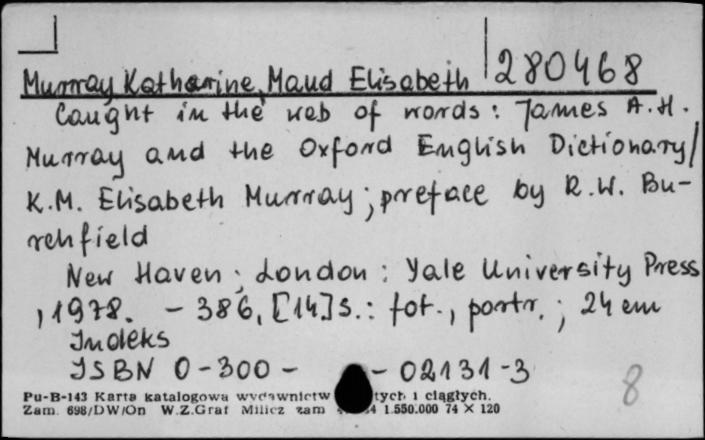 280468
Murray Katharine, Maud Elisabeth
Caught in the web of words : James A.H.
Murray and the Oxford English Dictionary/
K.M. Elisabeth Murray ; preface by R.W. Bu-
rchfield
New Haven ; London : Yale University Press
, 1978. - 386, [14] s. : fot., portr. ; 24 cm
Indeks
ISBN 0-300- -02131-3
8
Pu-B-143 Karta katalogowa wydawnictw tych i ciągłych.
Zam. 698/DW/On W.Z.Graf Milicz zam 1.550.000 74 × 120